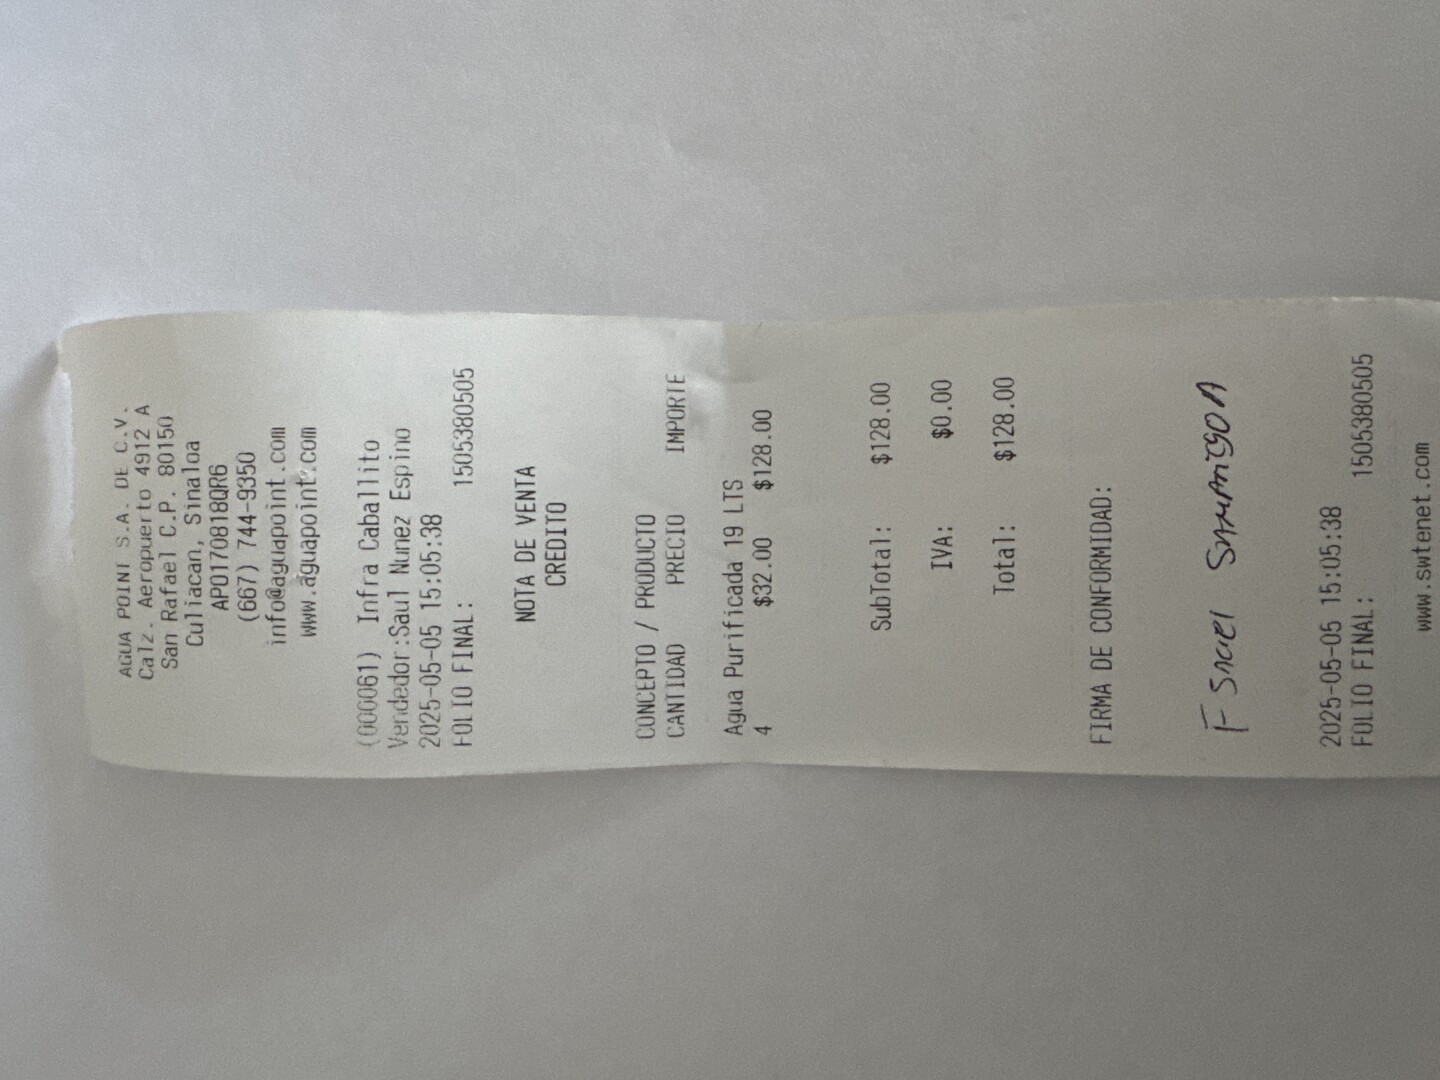 AGUA POINT S.A. DE C.V.
Calz. Aeropuerto 4912 A
San Rafael C.P. 80150
Culiacan, Sinaloa
APO170818QR6
(667) 744-9350
info@aguapoint.com
www.aguapoint.com
(000061) Infra Caballito
Vendedor:Saul Nunez Espino
2025-05-05 15:05:38
FOLIO FINAL: 1505380505
NOTA DE VENTA
CREDITO
CONCEPTO / PRODUCTO
CANTIDAD PRECIO IMPORTE
Agua Purificada 19 LTS
4 $32.00 $128.00
SubTotal: $128.00
IVA: $0.00
Total: $128.00
FIRMA DE CONFORMIDAD:
F
2025-05-05 15:05:38
FOLIO FINAL: 1505380505
www.swtenet.com